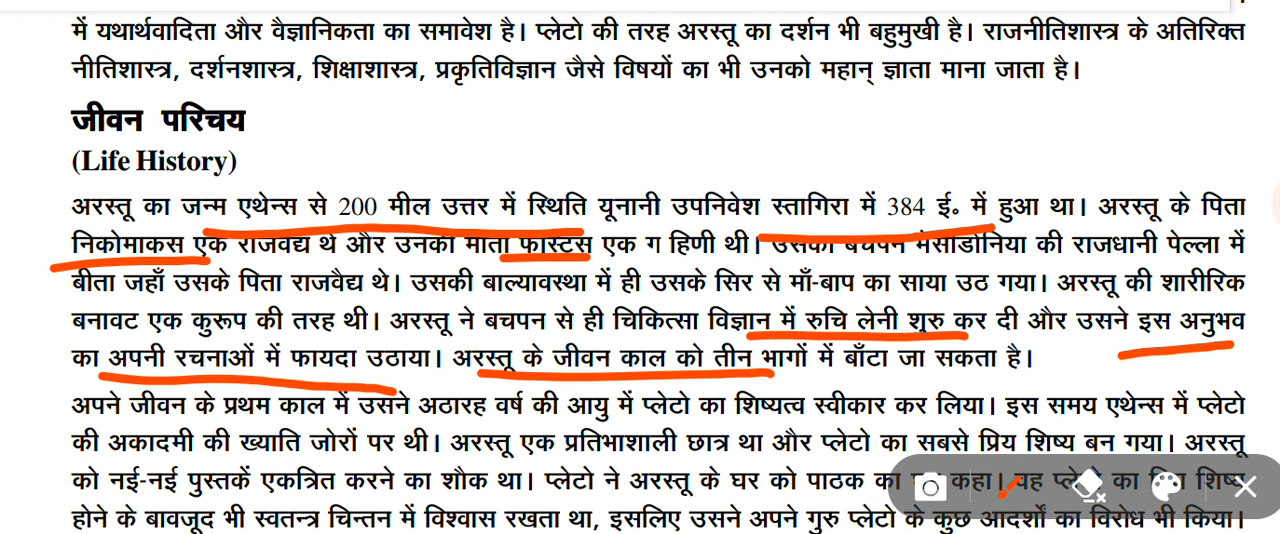 में यथार्थवादिता और वैज्ञानिकता का समावेश है। प्लेटो की तरह अरस्तू का दर्शन भी बहुमुखी है। राजनीतिशास्त्र के अतिरिक्त
नीतिशास्त्र, दर्शनशास्त्र, शिक्षाशास्त्र, प्रकृतिविज्ञान जैसे विषयों का भी उनको महान् ज्ञाता माना जाता है।
जीवन परिचय
(Life History)
अरस्तू का जन्म एथेन्स से 200 मील उत्तर में स्थिति यूनानी उपनिवेश स्तागिरा में 384 ई॰ में हुआ था। अरस्तू के पिता
निकोमाकस एक राजवैद्य थे और उनकी माता फास्टिस एक ग हिणी थी। उसका बचपन मेसीडोनिया की राजधानी पेल्ला में
बीता जहाँ उसके पिता राजवैद्य थे। उसकी बाल्यावस्था में ही उसके सिर से माँ-बाप का साया उठ गया। अरस्तू की शारीरिक
बनावट एक कुरूप की तरह थी। अरस्तू ने बचपन से ही चिकित्सा विज्ञान में रुचि लेनी शुरु कर दी और उसने इस अनुभव
का अपनी रचनाओं में फायदा उठाया। अरस्तू के जीवन काल को तीन भागों में बाँटा जा सकता है।
अपने जीवन के प्रथम काल में उसने अठारह वर्ष की आयु में प्लेटो का शिष्यत्व स्वीकार कर लिया। इस समय एथेन्स में प्लेटो
की अकादमी की ख्याति जोरों पर थी। अरस्तू एक प्रतिभाशाली छात्र था और प्लेटो का सबसे प्रिय शिष्य बन गया। अरस्तू
को नई-नई पुस्तकें एकत्रित करने का शौक था। प्लेटो ने अरस्तू के घर को पाठक का कहा। वह का शिष्य
होने के बावजूद भी स्वतन्त्र चिन्तन में विश्वास रखता था, इसलिए उसने अपने गुरु प्लेटो के कुछ आदर्शों का विरोध भी किया।